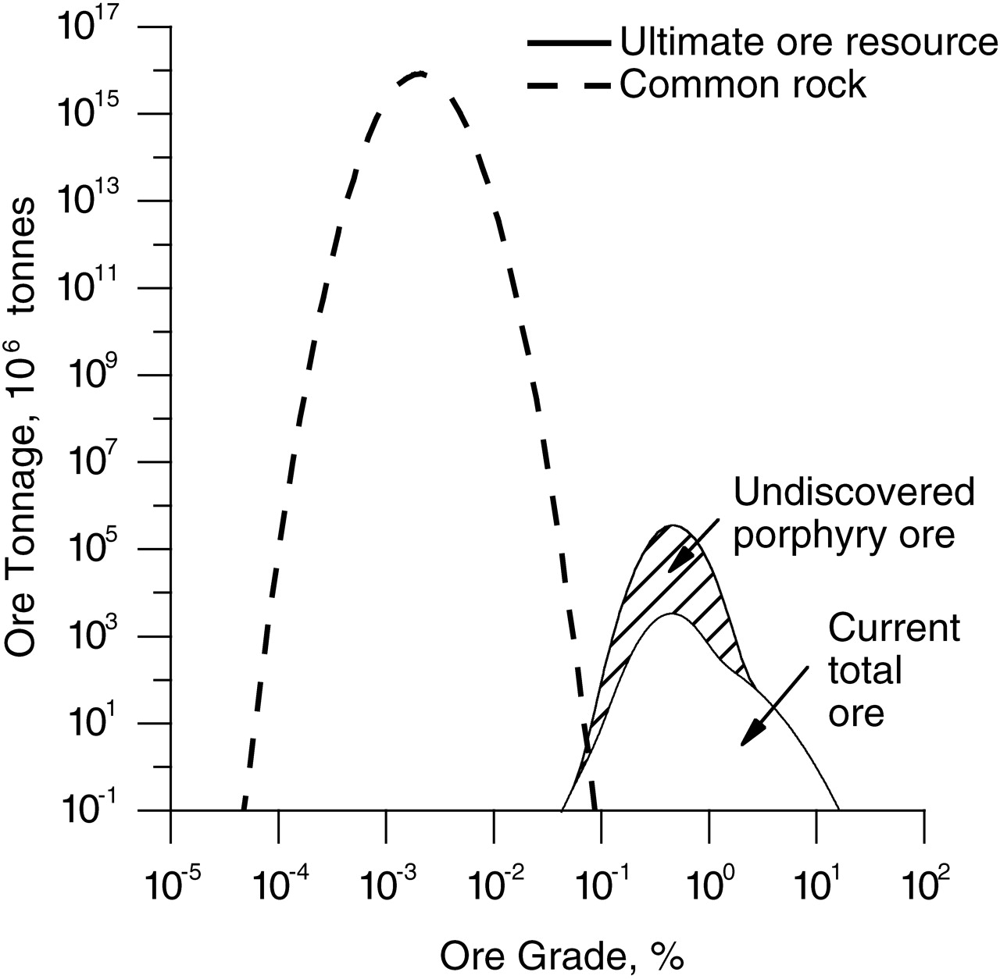 Ultimate ore resource
Common rock
10^17
10^15
10^13
10^11
10^9
10^7
10^5
10^3
10^1
10^-1
Ore Tonnage, 10^6 tonnes
Undiscovered
porphyry ore
Current
total
ore
10^-5 10^-4 10^-3 10^-2 10^-1 10^0 10^1 10^2
Ore Grade, %